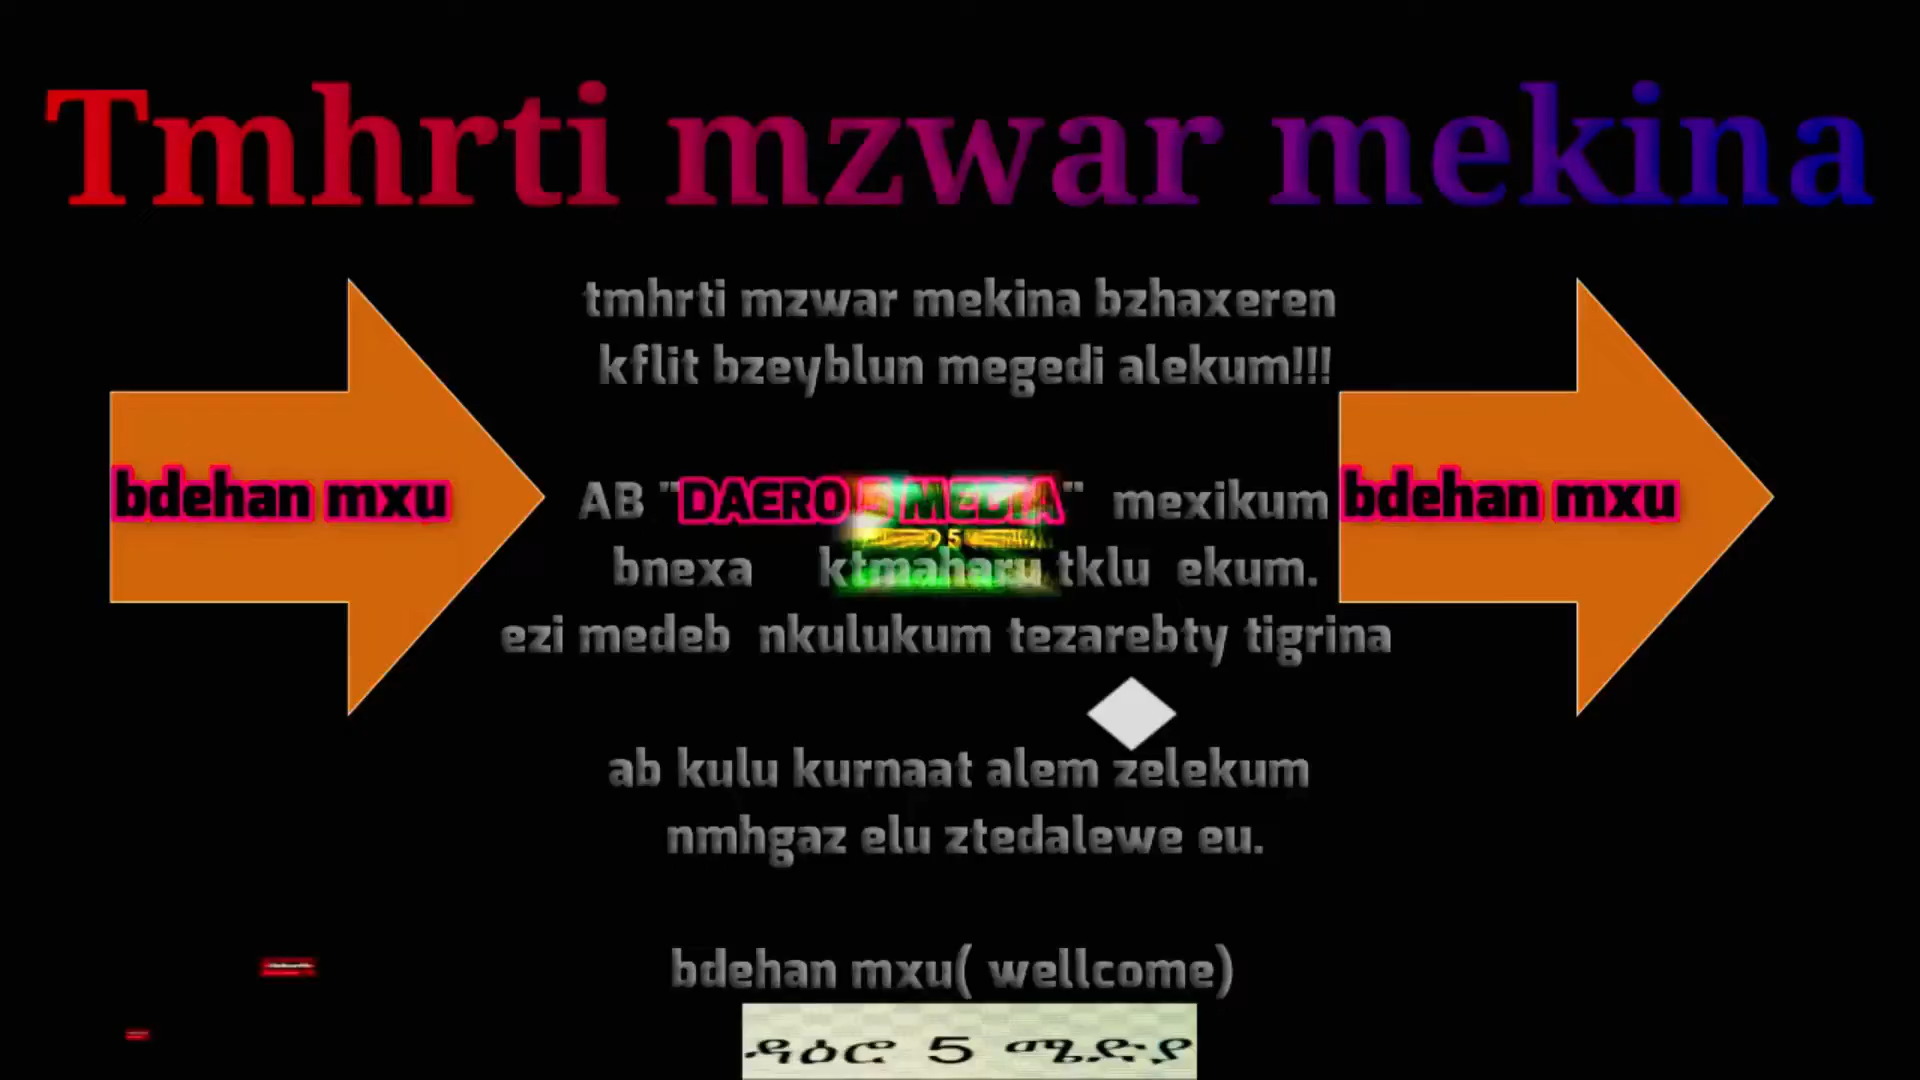 Tmhrti mzwar mekina
tmhrti mzwar mekina bzhaxeren
kflit bzeyblun megedi alekum!!!
bdehan mxu
AB "DAERO 5 MEDIA" mexikum
bdehan mxu
bnexa ktmaharu tklu ekum.
ezi medeb nkulukum tezarebty tigrina
ab kulu kurnaat alem zelekum
nmhgaz elu ztedalewe eu.
bdehan mxu( wellcome)
ዳዕሮ 5 ሜድያ